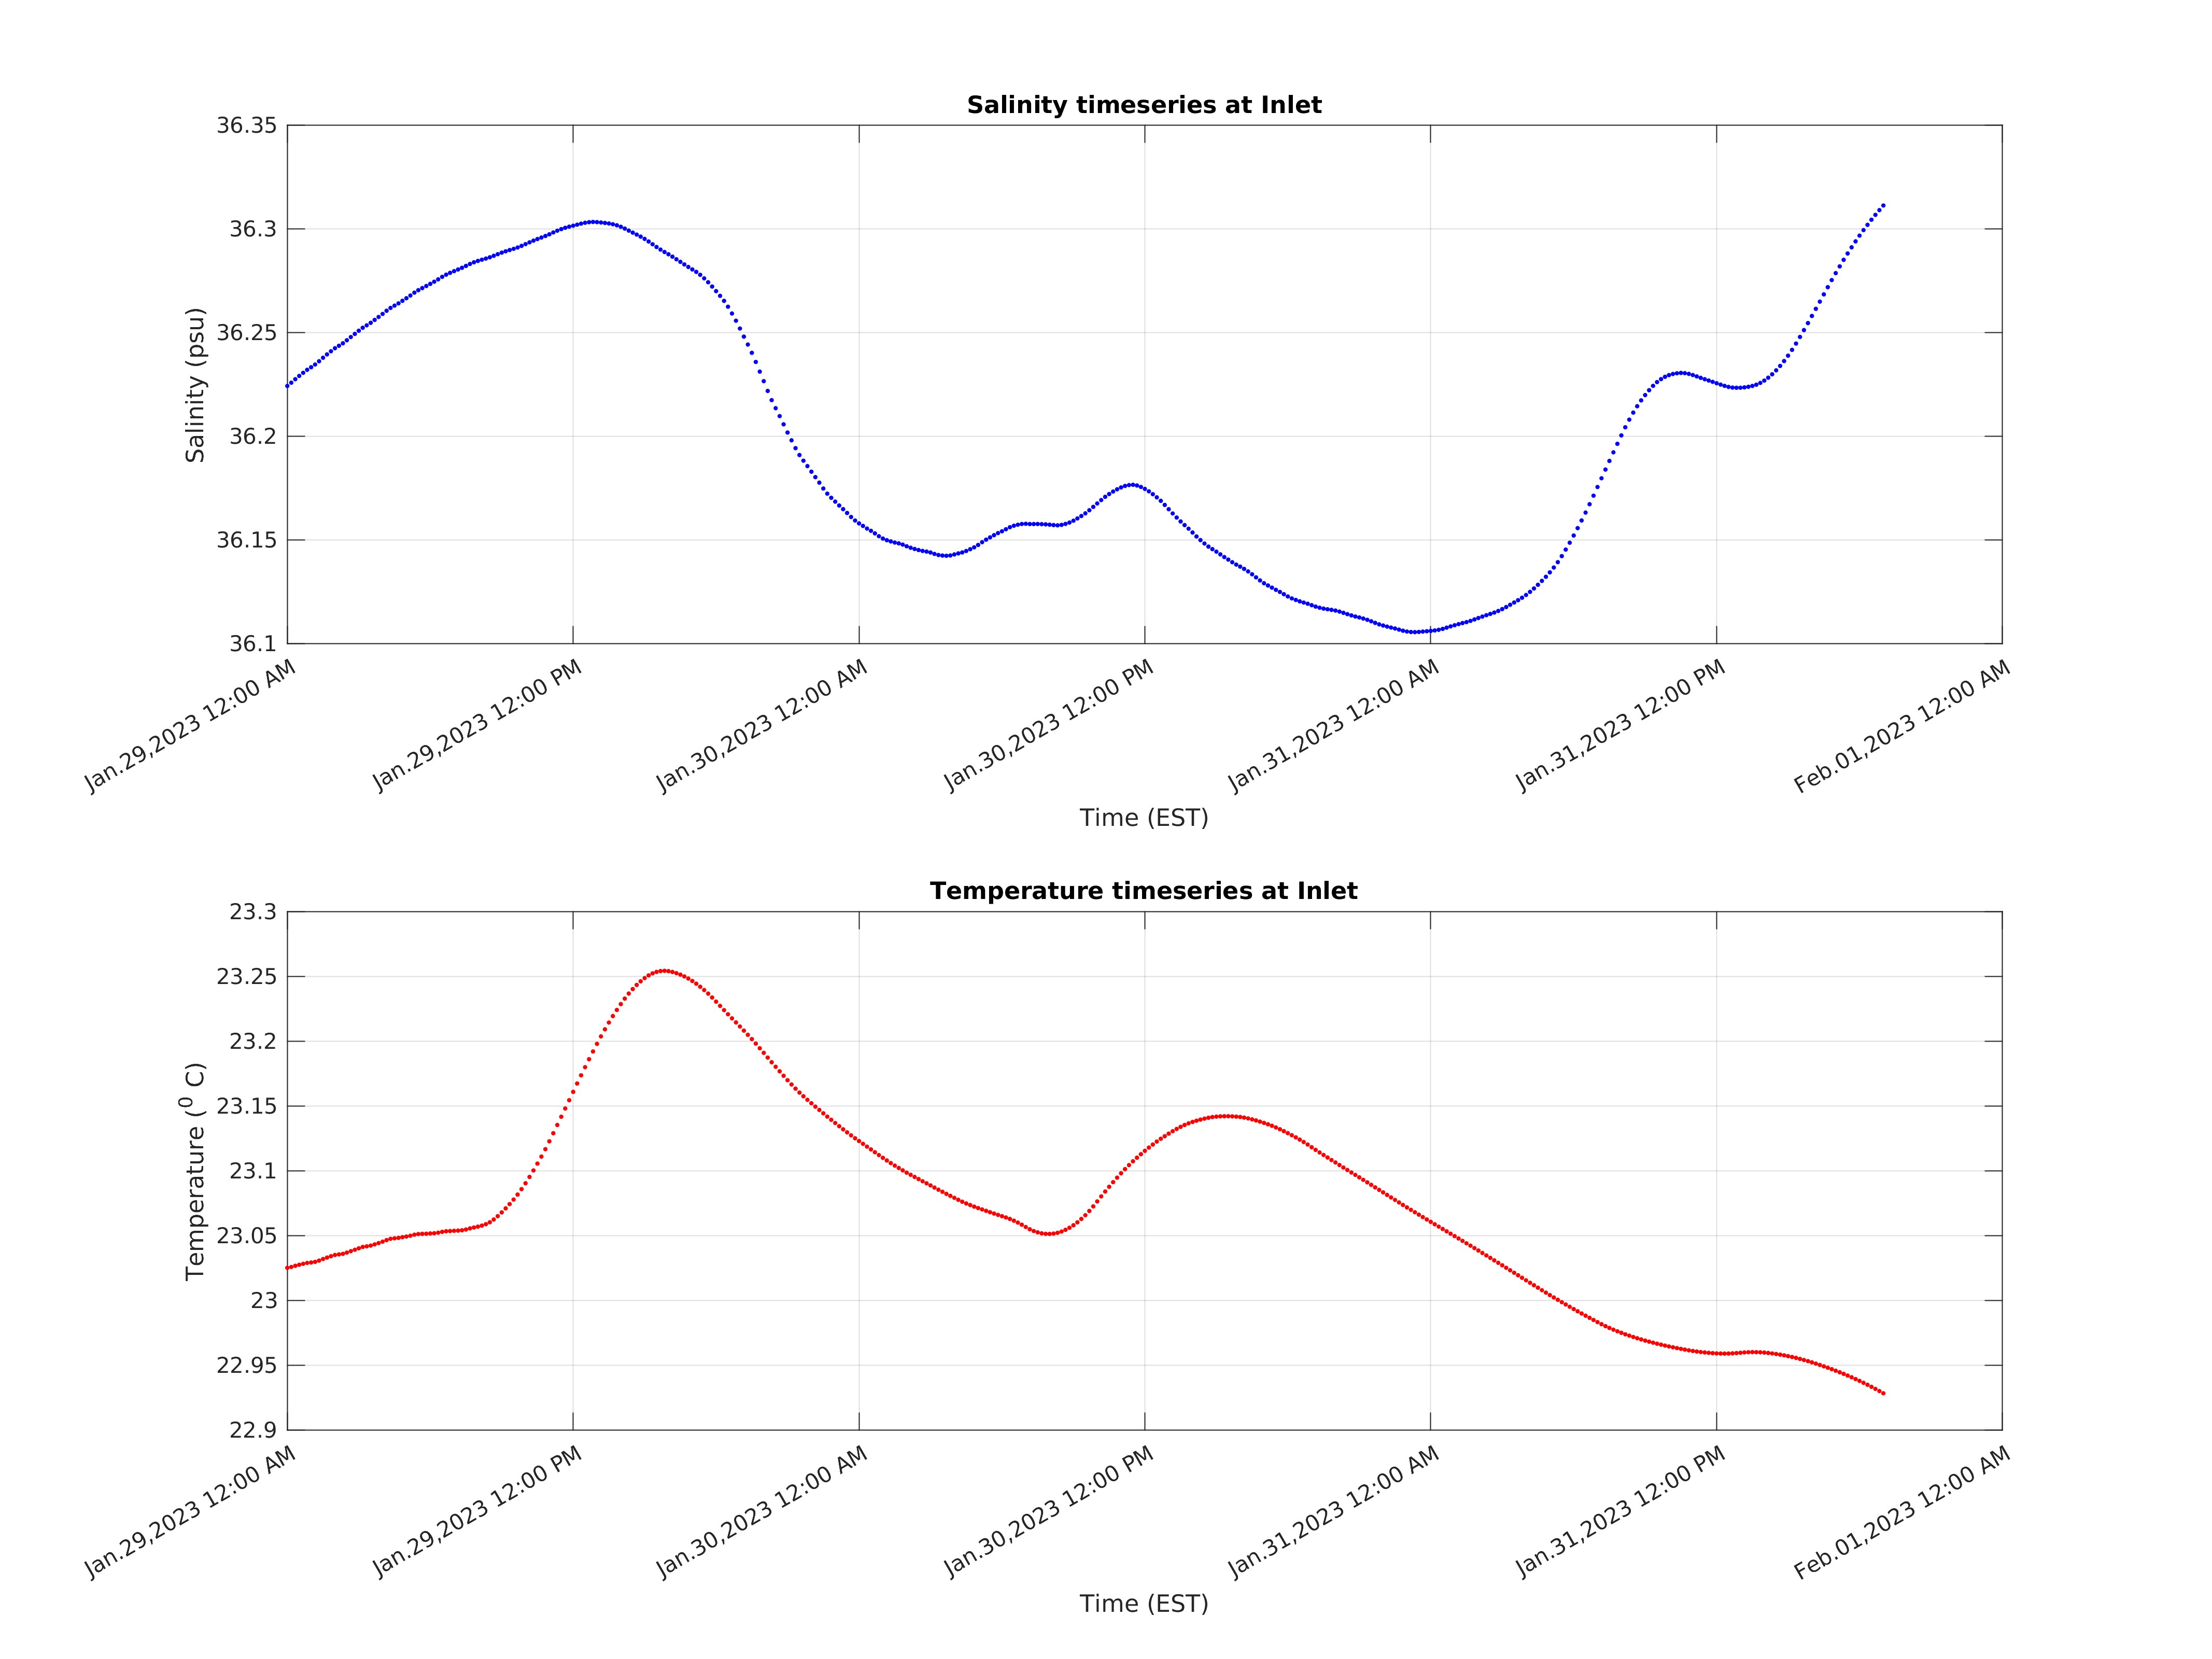 Salinity timeseries at Inlet
36.35
36.3
36.25
36.2
36.15
36.1
Salinity (psu)
Jan.29,2023 12:00 AM
Jan.29,2023 12:00 PM
Jan.30,2023 12:00 AM
Jan.30,2023 12:00 PM
Jan.31,2023 12:00 AM
Jan.31,2023 12:00 PM
Feb.01,2023 12:00 AM
Time (EST)
Temperature timeseries at Inlet
23.3
23.25
23.2
23.15
23.1
23.05
23
22.95
22.9
Temperature (⁰ C)
Jan.29,2023 12:00 AM
Jan.29,2023 12:00 PM
Jan.30,2023 12:00 AM
Jan.30,2023 12:00 PM
Jan.31,2023 12:00 AM
Jan.31,2023 12:00 PM
Feb.01,2023 12:00 AM
Time (EST)